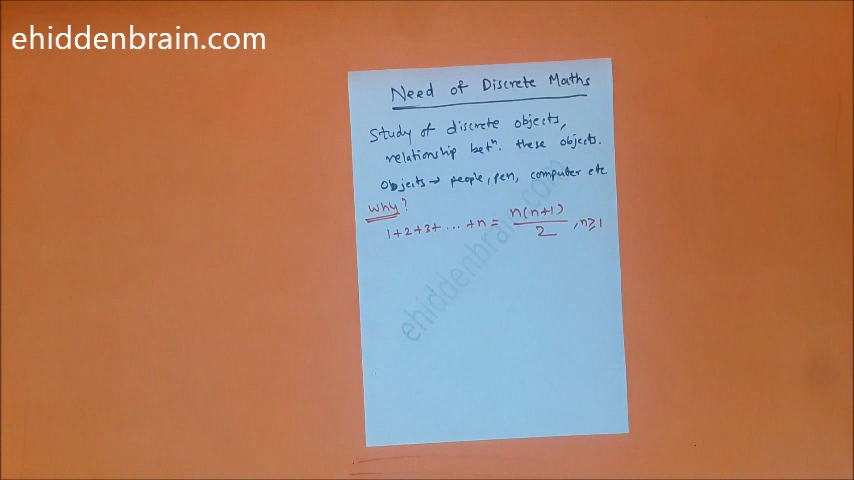 ehiddenbrain.com
Need of Discrete Maths
Study of discrete objects,
relationship betⁿ. these objects.
Objects → people, pen, computer etc.
Why?
1+2+3+ ... +n = n(n+1)/2 , n≥1
ehiddenbrain.com